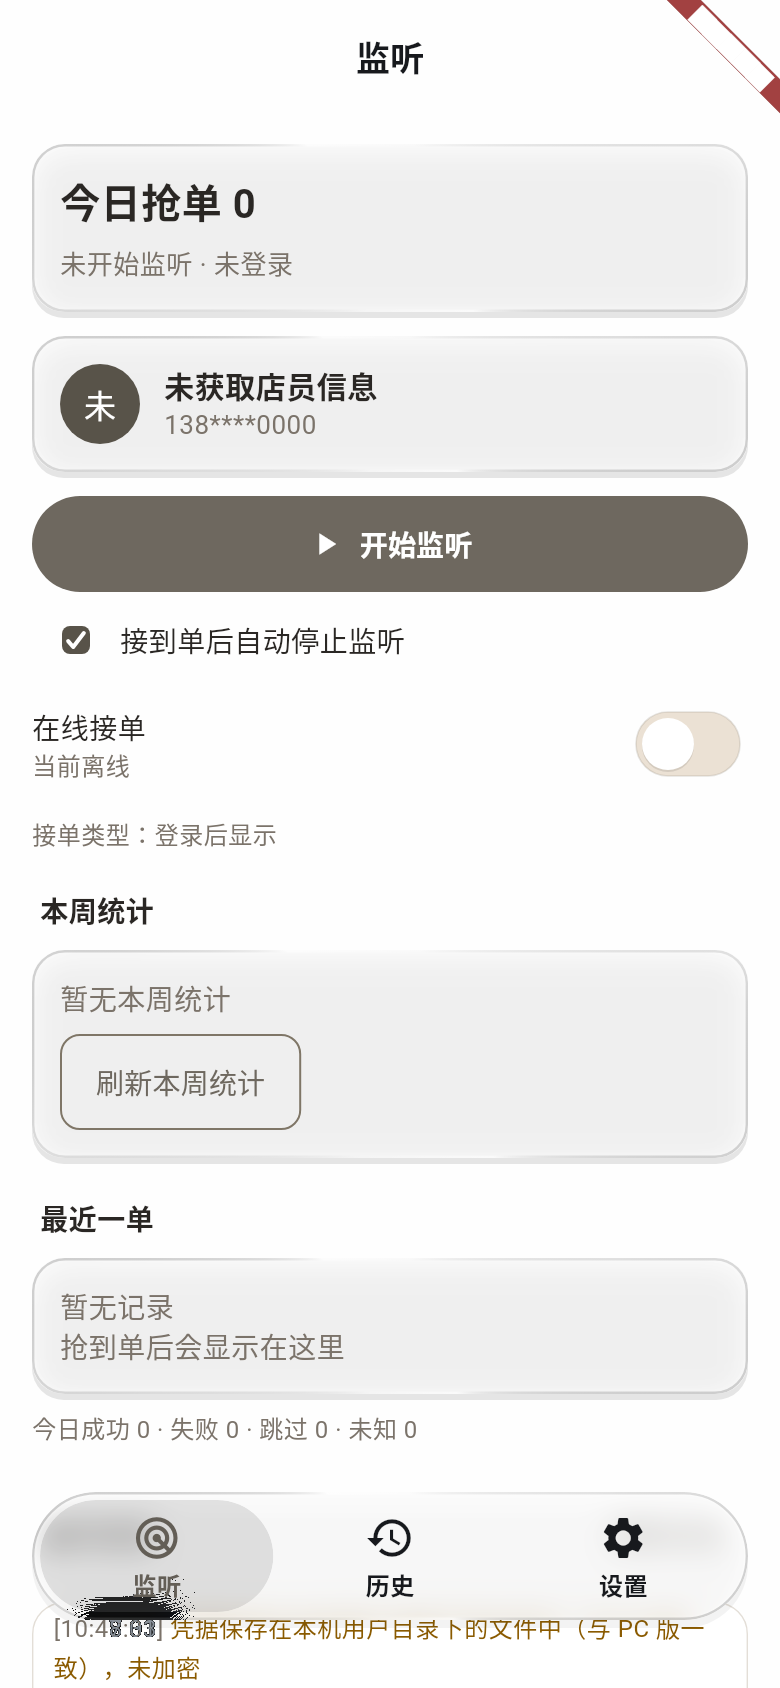 监听
今日抢单 0
未开始监听 · 未登录
未
未获取店员信息
138****0000
开始监听
接到单后自动停止监听
在线接单
当前离线
接单类型：登录后显示
本周统计
暂无本周统计
刷新本周统计
最近一单
暂无记录
抢到单后会显示在这里
今日成功 0 · 失败 0 · 跳过 0 · 未知 0
监听
历史
设置
凭据保存在本机用户目录下的文件中（与 PC 版一
致），未加密